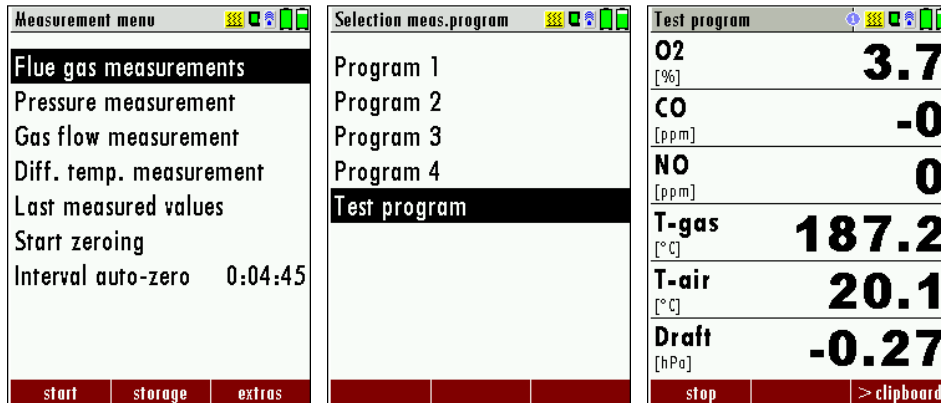 Measurement menu
Flue gas measurements
Pressure measurement
Gas flow measurement
Diff. temp. measurement
Last measured values
Start zeroing
Interval auto-zero 0:04:45
start storage extras
Selection meas.program
Program 1
Program 2
Program 3
Program 4
Test program
Test program 1
O2 3.7
[%]
CO -0
[ppm]
NO 0
[ppm]
T-gas 187.2
[°C]
T-air 20.1
[°C]
Draft -0.27
[hPa]
stop >clipboard